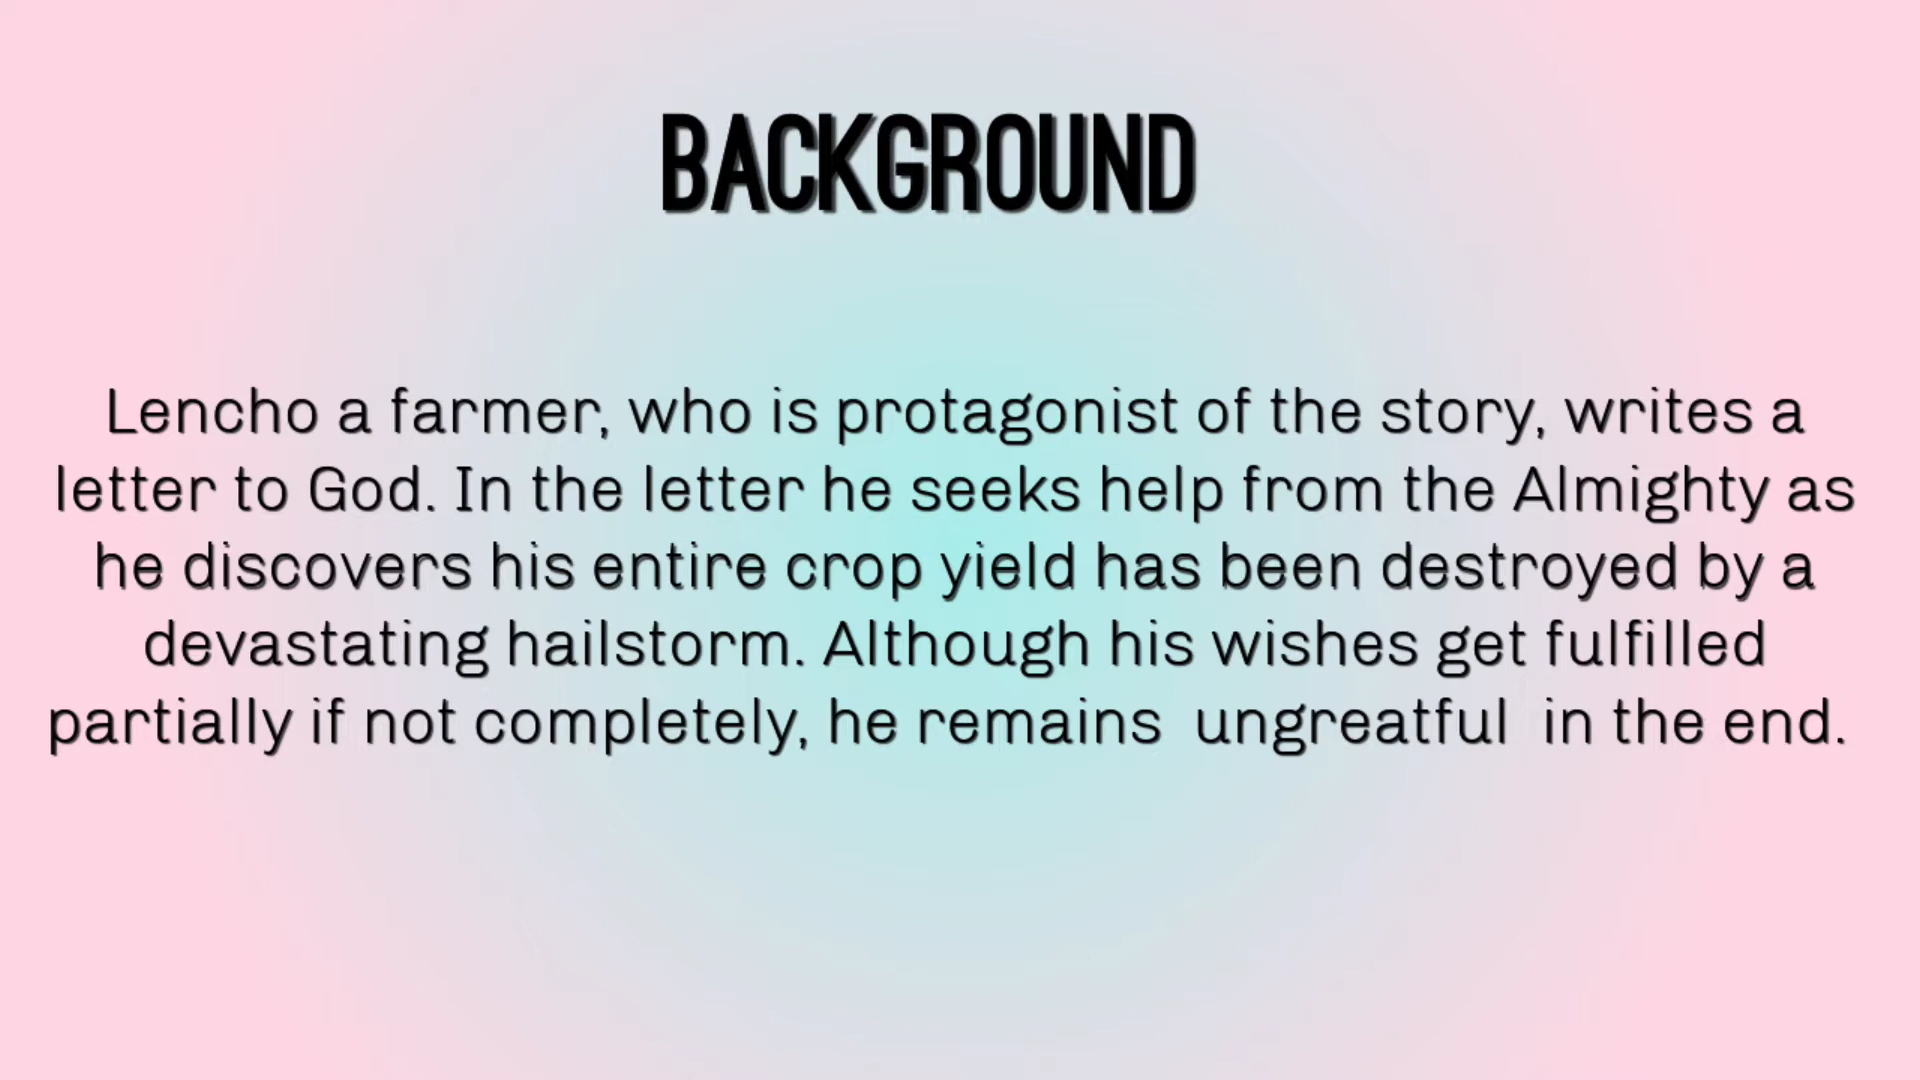 BACKGROUND
Lencho a farmer, who is protagonist of the story, writes a
letter to God. In the letter he seeks help from the Almighty as
he discovers his entire crop yield has been destroyed by a
devastating hailstorm. Although his wishes get fulfilled
partially if not completely, he remains  ungreatful  in the end.